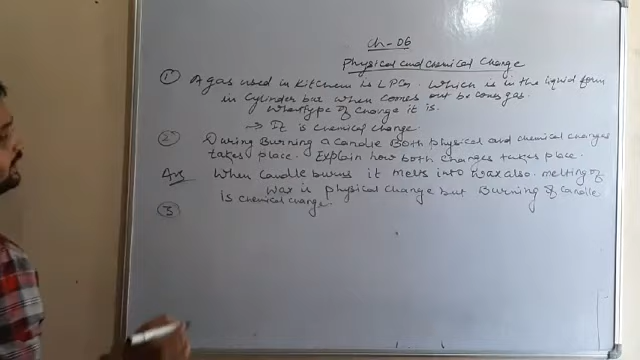 Ch-06
Physical and Chemical Change
① A gas used in Kitchen is LPG. Which is in the liquid form
in Cylinder but when comes out becomes gas.
What type of Change it is.
→ It is chemical change.
② During Burning a Candle Both Physical and chemical changes
takes place. Explain how both changes takes place.
Ans When Candle burns it melts into wax also. melting of
wax is physical change but Burning of Candle
Is chemical change.
③